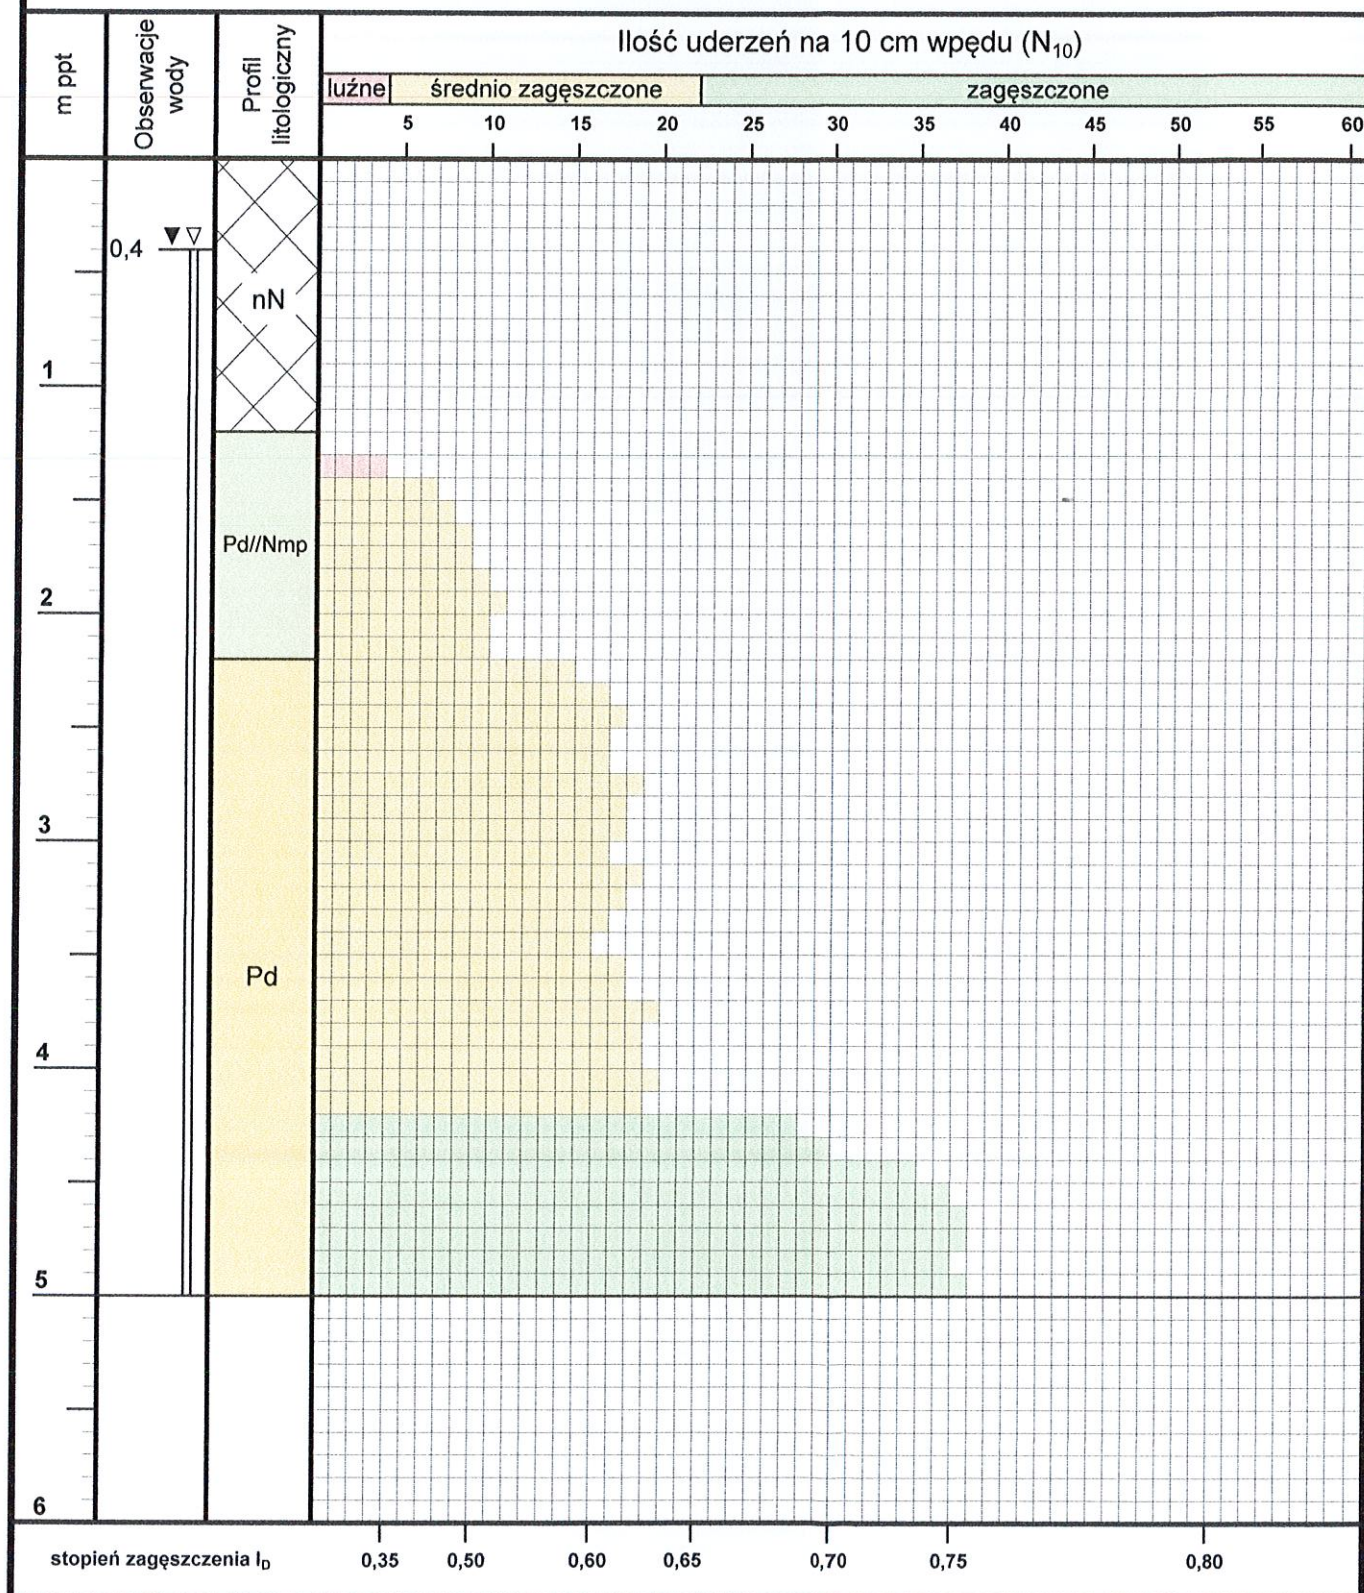 m ppt
Obserwacje
wody
Profil
litologiczny
Ilość uderzeń na 10 cm wpędu (N₁₀)
luźne średnio zagęszczone zagęszczone
5 10 15 20 25 30 35 40 45 50 55 60
0,4
nN
1
Pd//Nmp
2
3
Pd
4
5
6
stopień zagęszczenia I_D 0,35 0,50 0,60 0,65 0,70 0,75 0,80